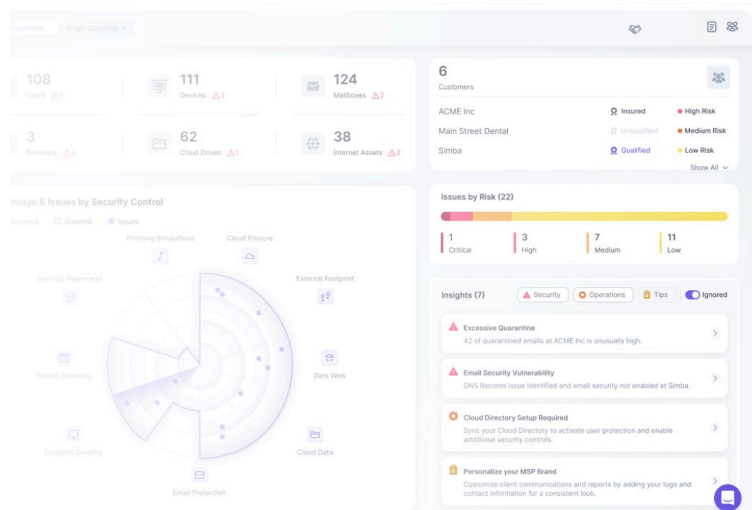 Single Customer
108
Users
111
Devices 3
124
Mailboxes 2
3
Browsers
62
Cloud Drives 1
38
Internet Assets 2
6
Customers
ACME Inc Insured High Risk
Main Street Dental Unqualified Medium Risk
Simba Qualified Low Risk
Show All
Coverage & Issues by Security Control
Covered Issues
Phishing Simulations
Cloud Posture
Security Awareness
External Footprint
Secure Browsing
Dark Web
Endpoint Security
Cloud Data
Email Protection
Issues by Risk (22)
1
Critical
3
High
7
Medium
11
Low
Insights (7) Security Operations Tips Ignored
Excessive Quarantine
42 of quarantined emails at ACME Inc is unusually high.
Email Security Vulnerability
DNS Records Issue identified and email security not enabled at Simba.
Cloud Directory Setup Required
Sync your Cloud Directory to activate user protection and enable
additional security controls.
Personalize your MSP Brand
Customize client communications and reports by adding your logo and
contact information for a consistent look.